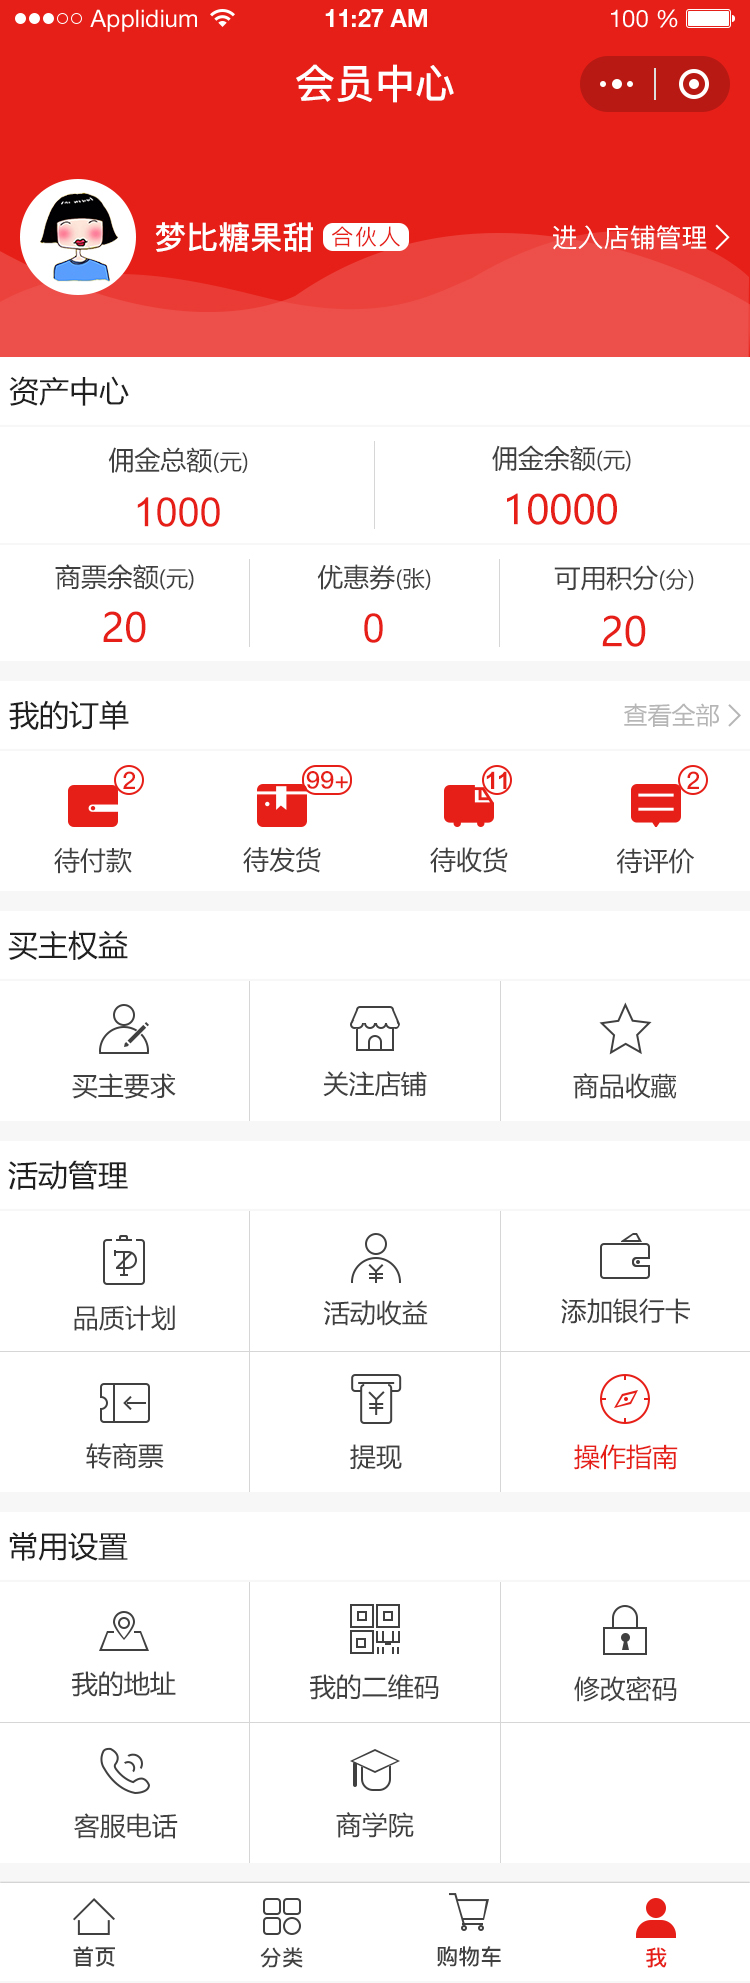 Applidium 11:27 AM 100 %
会员中心
梦比糖果甜 合伙人 进入店铺管理
资产中心
佣金总额(元) 佣金余额(元)
1000 10000
商票余额(元) 优惠券(张) 可用积分(分)
20 0 20
我的订单 查看全部
2 99+ 11 2
待付款 待发货 待收货 待评价
买主权益
买主要求 关注店铺 商品收藏
活动管理
品质计划 活动收益 添加银行卡
转商票 提现 操作指南
常用设置
我的地址 我的二维码 修改密码
客服电话 商学院
首页 分类 购物车 我